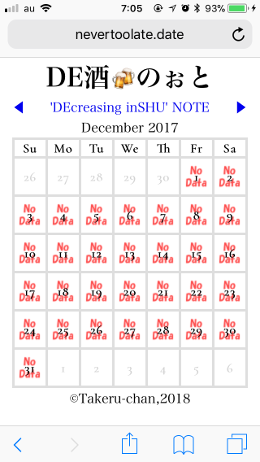 au 7:05 93%
nevertoolate.date
DE酒🍻のぉと
'DEcreasing inSHU' NOTE
December 2017
Su Mo Tu We Th Fr Sa
26 27 28 29 30 No Data 1 No Data 2
No Data 3 No Data 4 No Data 5 No Data 6 No Data 7 No Data 8 No Data 9
No Data 10 No Data 11 No Data 12 No Data 13 No Data 14 No Data 15 No Data 16
No Data 17 No Data 18 No Data 19 No Data 20 No Data 21 No Data 22 No Data 23
No Data 24 No Data 25 No Data 26 No Data 27 No Data 28 No Data 29 No Data 30
No Data 31 1 2 3 4 5 6
©Takeru-chan,2018